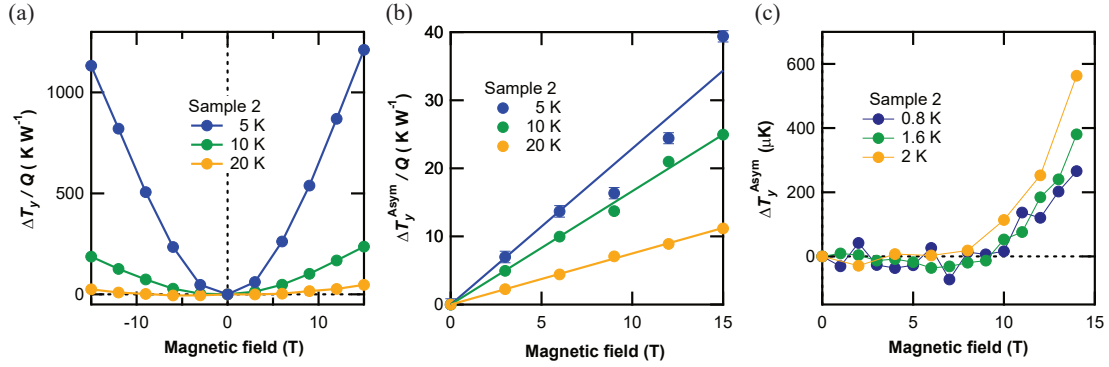 (a)
1000
500
0
-10
0
10
ΔT_y / Q ( K W⁻¹)
Magnetic field (T)
Sample 2
5 K
10 K
20 K
(b)
40
30
20
10
0
0
5
10
15
ΔT_y^Asym / Q ( K W⁻¹)
Magnetic field (T)
Sample 2
5 K
10 K
20 K
(c)
600
400
200
0
0
5
10
15
ΔT_y^Asym (μK)
Magnetic field (T)
Sample 2
0.8 K
1.6 K
2 K